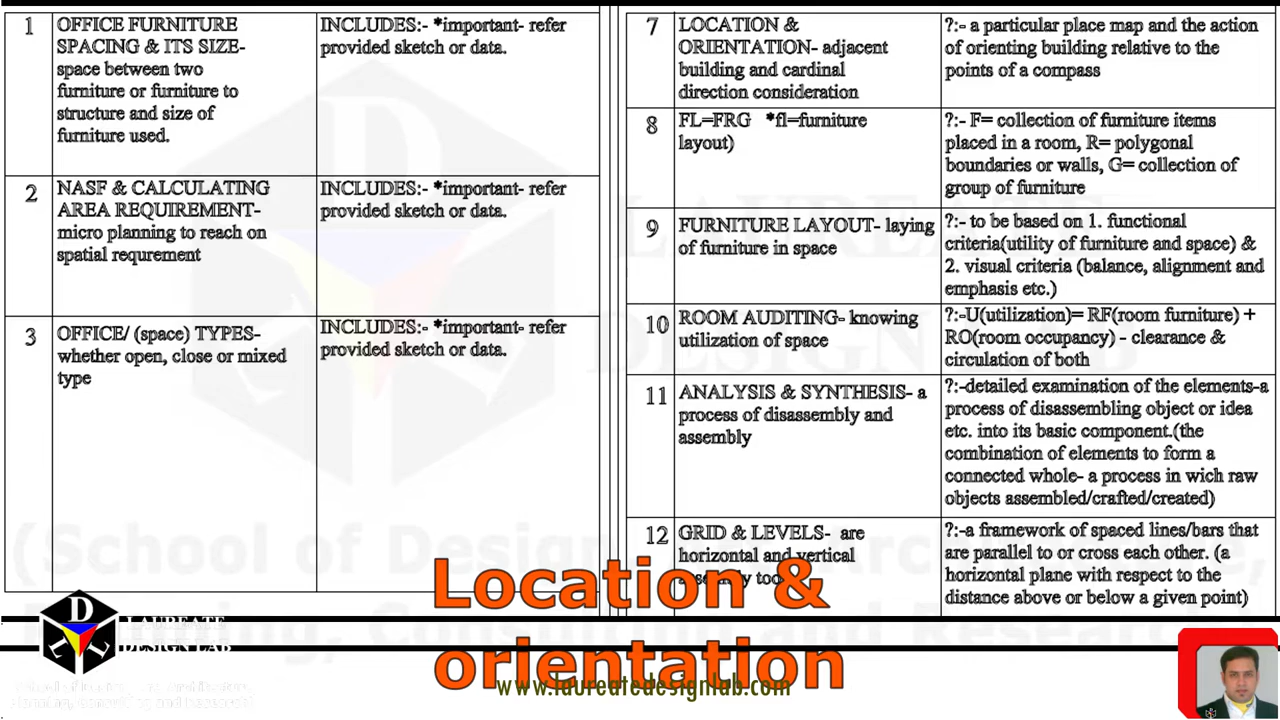 1
OFFICE FURNITURE
SPACING & ITS SIZE-
space between two
furniture or furniture to
structure and size of
furniture used.
INCLUDES:- *important- refer
provided sketch or data.
2
NASF & CALCULATING
AREA REQUIREMENT-
micro planning to reach on
spatial requrement
INCLUDES:- *important- refer
provided sketch or data.
3
OFFICE/ (space) TYPES-
whether open, close or mixed
type
INCLUDES:- *important- refer
provided sketch or data.
7
LOCATION &
ORIENTATION- adjacent
building and cardinal
direction consideration
?:- a particular place map and the action
of orienting building relative to the
points of a compass
8
FL=FRG *fl=furniture
layout)
?:- F= collection of furniture items
placed in a room, R= polygonal
boundaries or walls, G= collection of
group of furniture
9
FURNITURE LAYOUT- laying
of furniture in space
?:- to be based on 1. functional
criteria(utility of furniture and space) &
2. visual criteria (balance, alignment and
emphasis etc.)
10
ROOM AUDITING- knowing
utilization of space
?:-U(utilization)= RF(room furniture) +
RO(room occupancy) - clearance &
circulation of both
11
ANALYSIS & SYNTHESIS- a
process of disassembly and
assembly
?:-detailed examination of the elements-a
process of disassembling object or idea
etc. into its basic component.(the
combination of elements to form a
connected whole- a process in wich raw
objects assembled/crafted/created)
12
GRID & LEVELS- are
horizontal and vertical
?:-a framework of spaced lines/bars that
are parallel to or cross each other. (a
horizontal plane with respect to the
distance above or below a given point)
Location &
orientation
LAUREATE
DESIGN LAB
www.laureatedesignlab.com